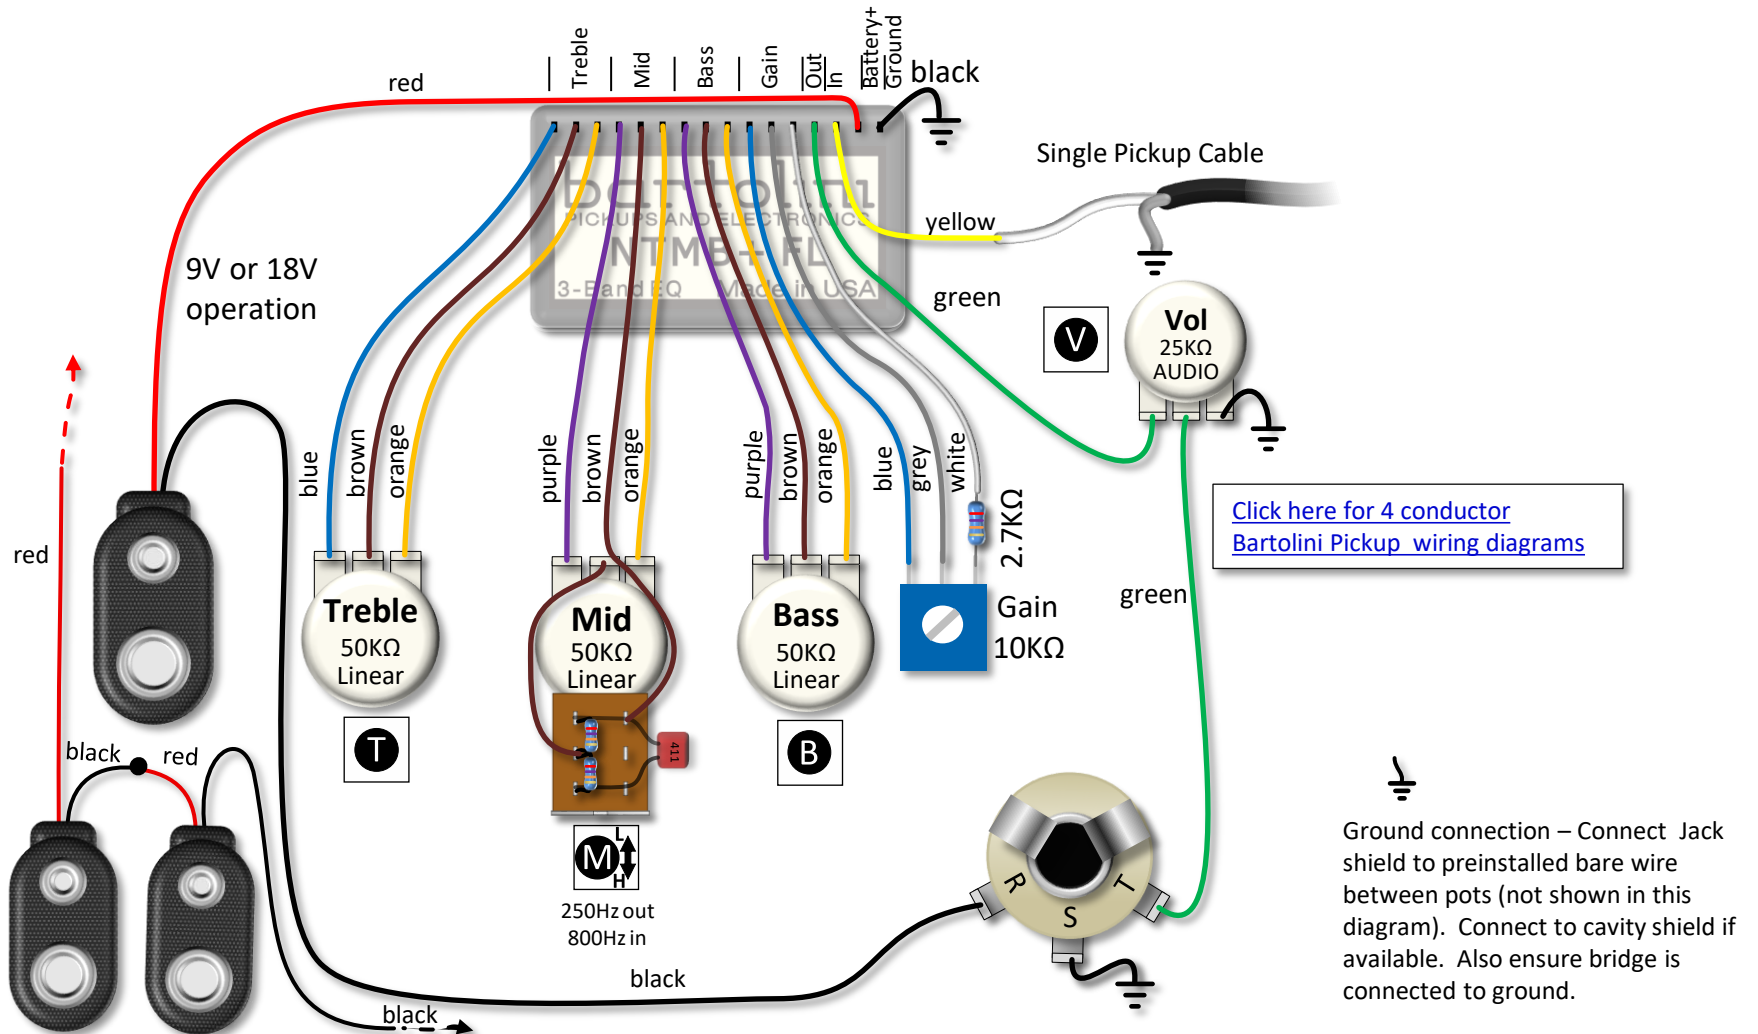 Treble
Mid
Bass
Gain
Out
In
Battery+
Ground
black
red
bartolini
PICKUPS AND ELECTRONICS
NTMB+ FL
3-Band EQ Made in USA
Single Pickup Cable
yellow
9V or 18V
operation
green
V
Vol
25KΩ
AUDIO
blue
brown
orange
purple
brown
orange
purple
brown
orange
blue
grey
white
2.7KΩ
Click here for 4 conductor
Bartolini Pickup wiring diagrams
red
green
Treble
50KΩ
Linear
Mid
50KΩ
Linear
Bass
50KΩ
Linear
Gain
10KΩ
T
411
B
black
red
M
L
H
250Hz out
800Hz in
R
S
T
Ground connection – Connect Jack
shield to preinstalled bare wire
between pots (not shown in this
diagram). Connect to cavity shield if
available. Also ensure bridge is
connected to ground.
black
black